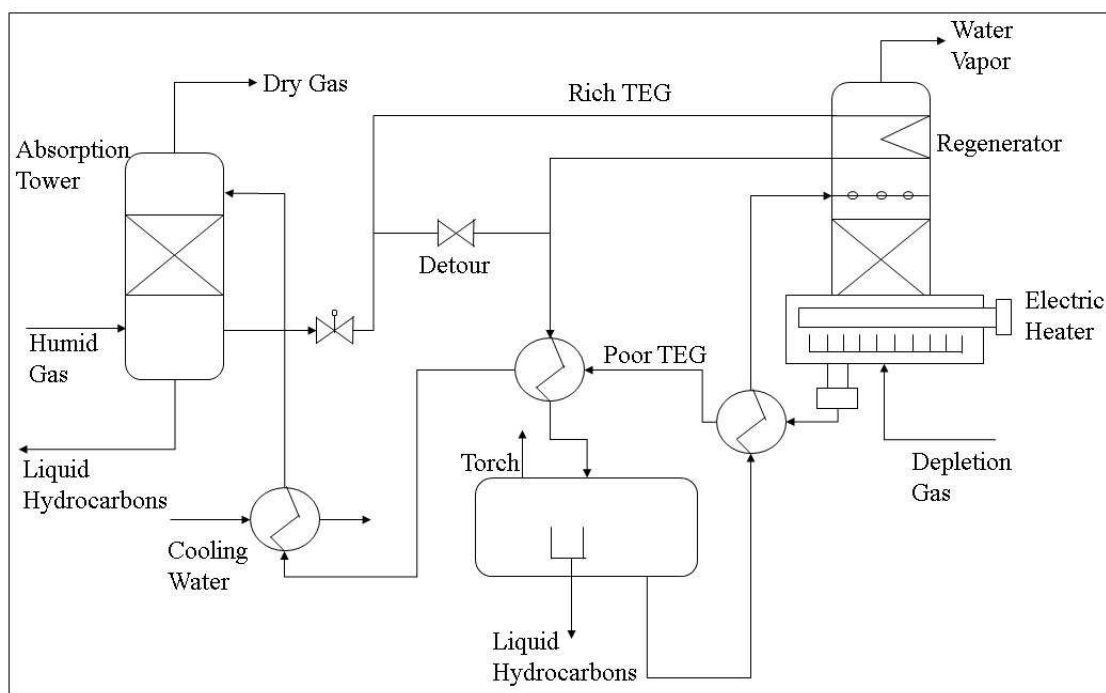 Water
Vapor
Dry Gas
Rich TEG
Absorption
Tower
Regenerator
Detour
Electric
Heater
Humid
Gas
Poor TEG
Liquid
Hydrocarbons
Torch
Depletion
Gas
Cooling
Water
Liquid
Hydrocarbons